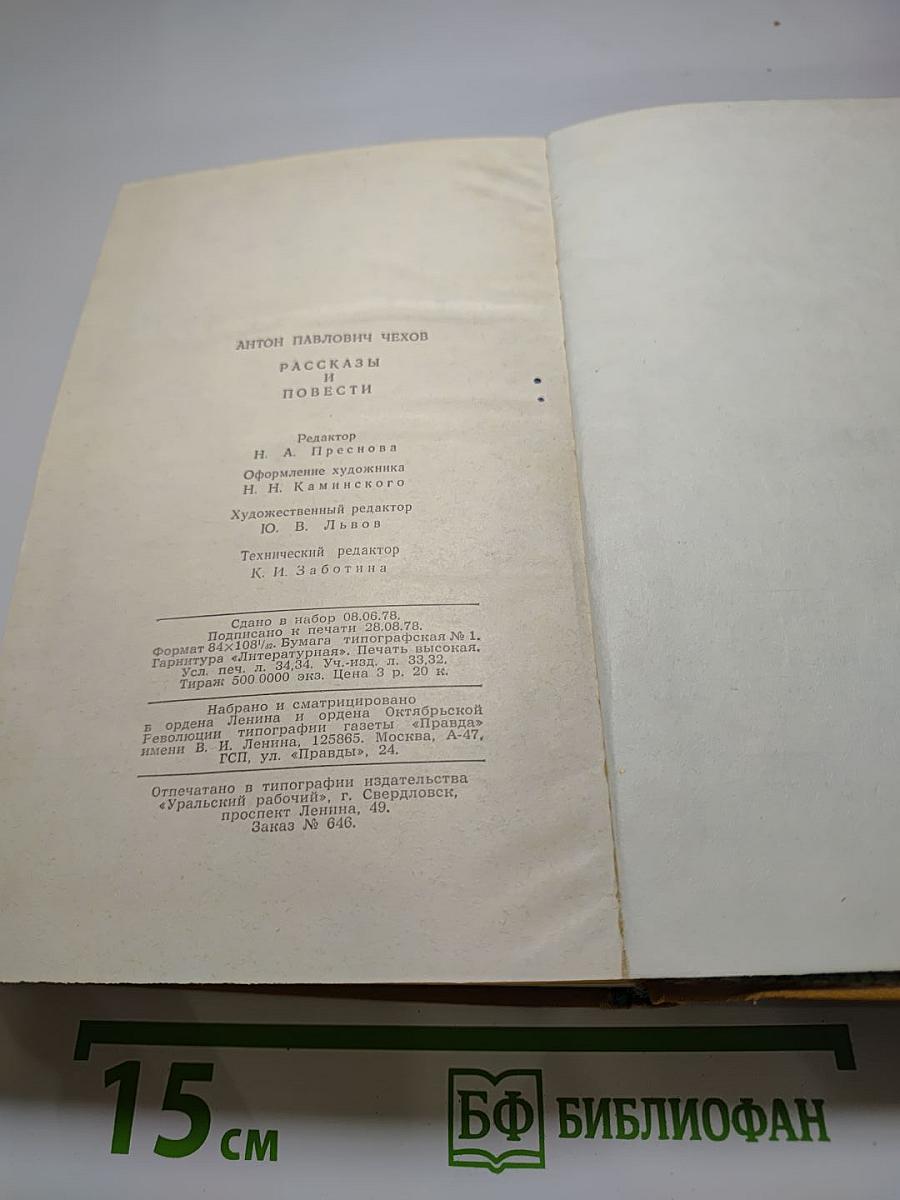 АНТОН ПАВЛОВИЧ ЧЕХОВ
РАССКАЗЫ
И
ПОВЕСТИ
Редактор
Н. А. Преснова
Оформление художника
Н. Н. Каминского
Художественный редактор
Ю. В. Львов
Технический редактор
К. И. Заботина
Сдано в набор 08.06.78.
Подписано к печати 28.08.78.
Формат 84×108¹/₃₂. Бумага типографская № 1.
Гарнитура «Литературная». Печать высокая.
Усл. печ. л. 34,34. Уч.-изд. л. 33,32.
Тираж 500 0000 экз. Цена 3 р. 20 к.
Набрано и сматрицировано
в ордена Ленина и ордена Октябрьской
Революции типографии газеты «Правда»
имени В. И. Ленина, 125865. Москва, А-47,
ГСП, ул. «Правды», 24.
Отпечатано в типографии издательства
«Уральский рабочий», г. Свердловск,
проспект Ленина, 49.
Заказ № 646.
15 см
БФ БИБЛИОФАН